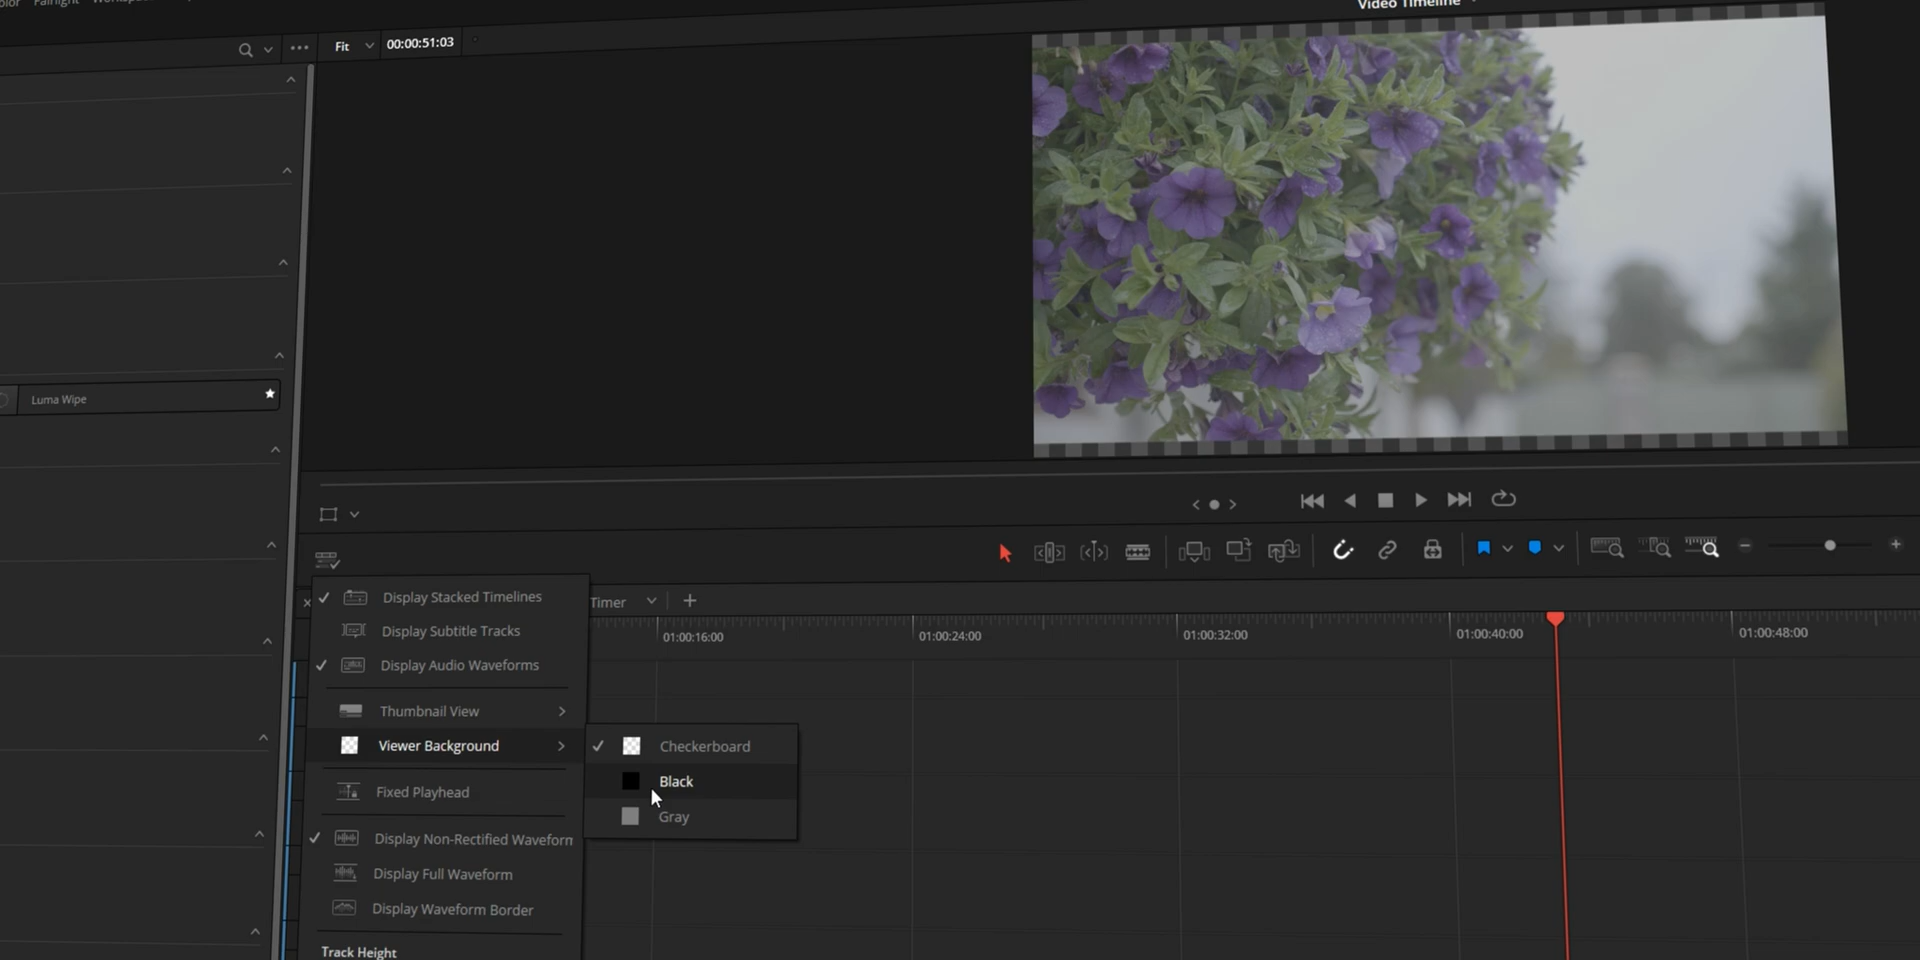 Fairlight
Video Timeline
Fit
00:00:51:03
Luma Wipe
Timer
Display Stacked Timelines
Display Subtitle Tracks
Display Audio Waveforms
Thumbnail View
Viewer Background
Fixed Playhead
Display Non-Rectified Waveform
Display Full Waveform
Display Waveform Border
Track Height
Checkerboard
Black
Gray
01:00:16:00
01:00:24:00
01:00:32:00
01:00:40:00
01:00:48:00